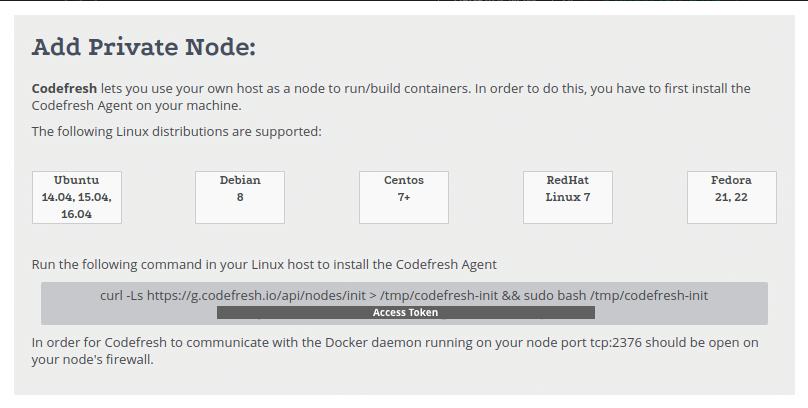 Add Private Node:
Codefresh lets you use your own host as a node to run/build containers. In order to do this, you have to first install the
Codefresh Agent on your machine.
The following Linux distributions are supported:
Ubuntu
14.04, 15.04,
16.04
Debian
8
Centos
7+
RedHat
Linux 7
Fedora
21, 22
Run the following command in your Linux host to install the Codefresh Agent
curl -Ls https://g.codefresh.io/api/nodes/init > /tmp/codefresh-init && sudo bash /tmp/codefresh-init
Access Token
In order for Codefresh to communicate with the Docker daemon running on your node port tcp:2376 should be open on
your node's firewall.